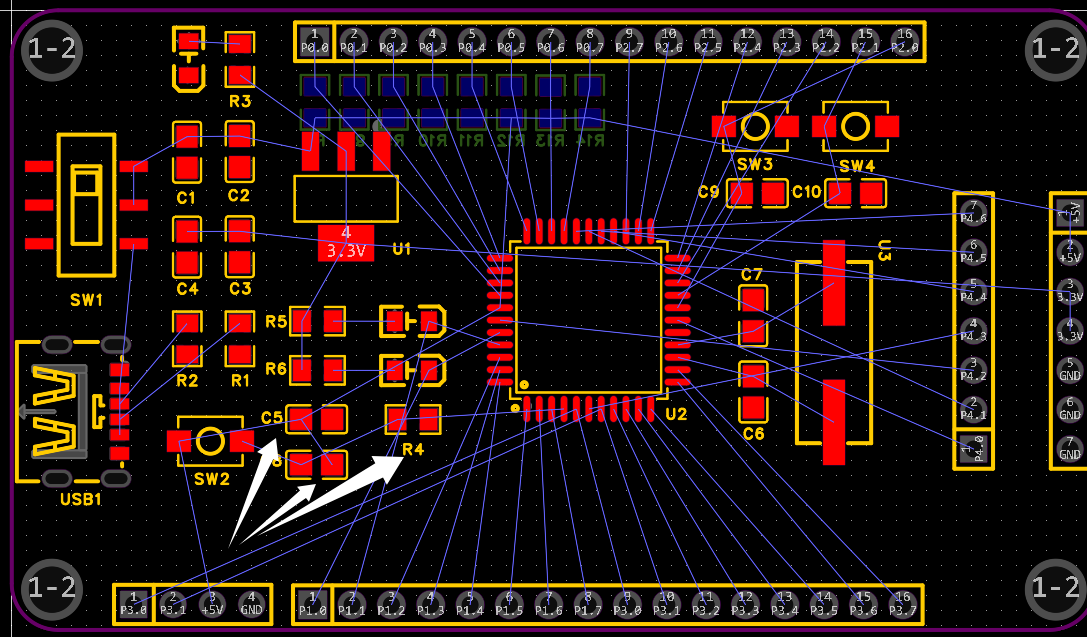 1-2
1 2 3 4 5 6 7 8 9 10 11 12 13 14 15 16
P0.0 P0.1 P0.2 P0.3 P0.4 P0.5 P0.6 P0.7 P2.7 P2.6 P2.5 P2.4 P2.3 P2.2 P2.1 P2.0
1-2
R3
R10 R11 R12 R13 R14
SW3 SW4
C1 C2
C9 C10
7
P4.6
1
+5V
4
3.3V
U1
U3
6
P4.5
2
+5V
C7
C4 C3
5
P4.4
3
3.3V
SW1
R5
4
P4.3
4
3.3V
R2 R1
R6
3
P4.2
5
GND
C5
U2
2
P4.1
6
GND
C6
R4
1
P4.0
7
GND
SW2
USB1
1-2
1 2 3 4
P3.0 P3.1 +5V GND
1 2 3 4 5 6 7 8 9 10 11 12 13 14 15 16
P1.0 P1.1 P1.2 P1.3 P1.4 P1.5 P1.6 P1.7 P3.0 P3.1 P3.2 P3.3 P3.4 P3.5 P3.6 P3.7
1-2